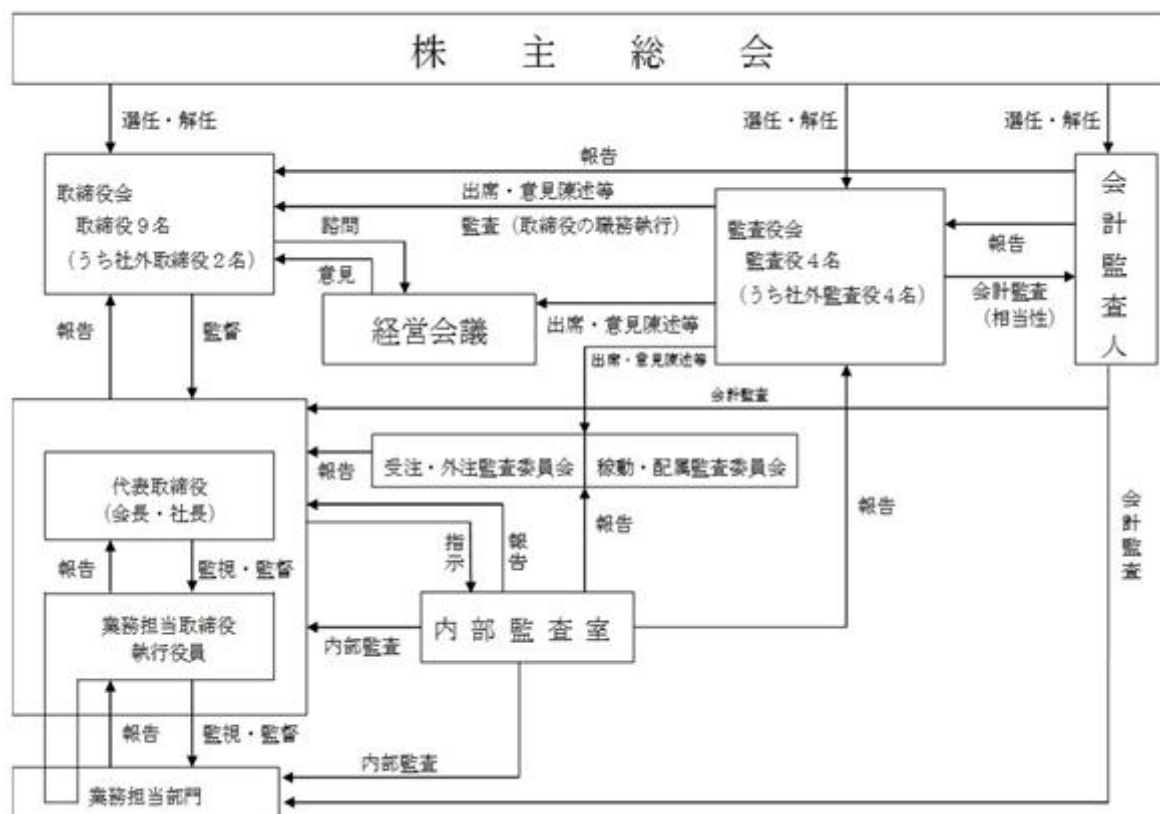 株主総会
選任・解任
選任・解任
選任・解任
報告
取締役会
取締役9名
(うち社外取締役2名)
出席・意見陳述等
監査(取締役の職務執行)
監査役会
監査役4名
(うち社外監査役4名)
会計監査人
報告
会計監査
(相当性)
諮問
意見
経営会議
出席・意見陳述等
出席・意見陳述等
報告
監督
会計監査
受注・外注監査委員会
稼動・配属監査委員会
報告
代表取締役
(会長・社長)
報告
報告
会計監査
指示
報告
報告
監視・監督
業務担当取締役
執行役員
内部監査室
内部監査
報告
監視・監督
内部監査
業務担当部門